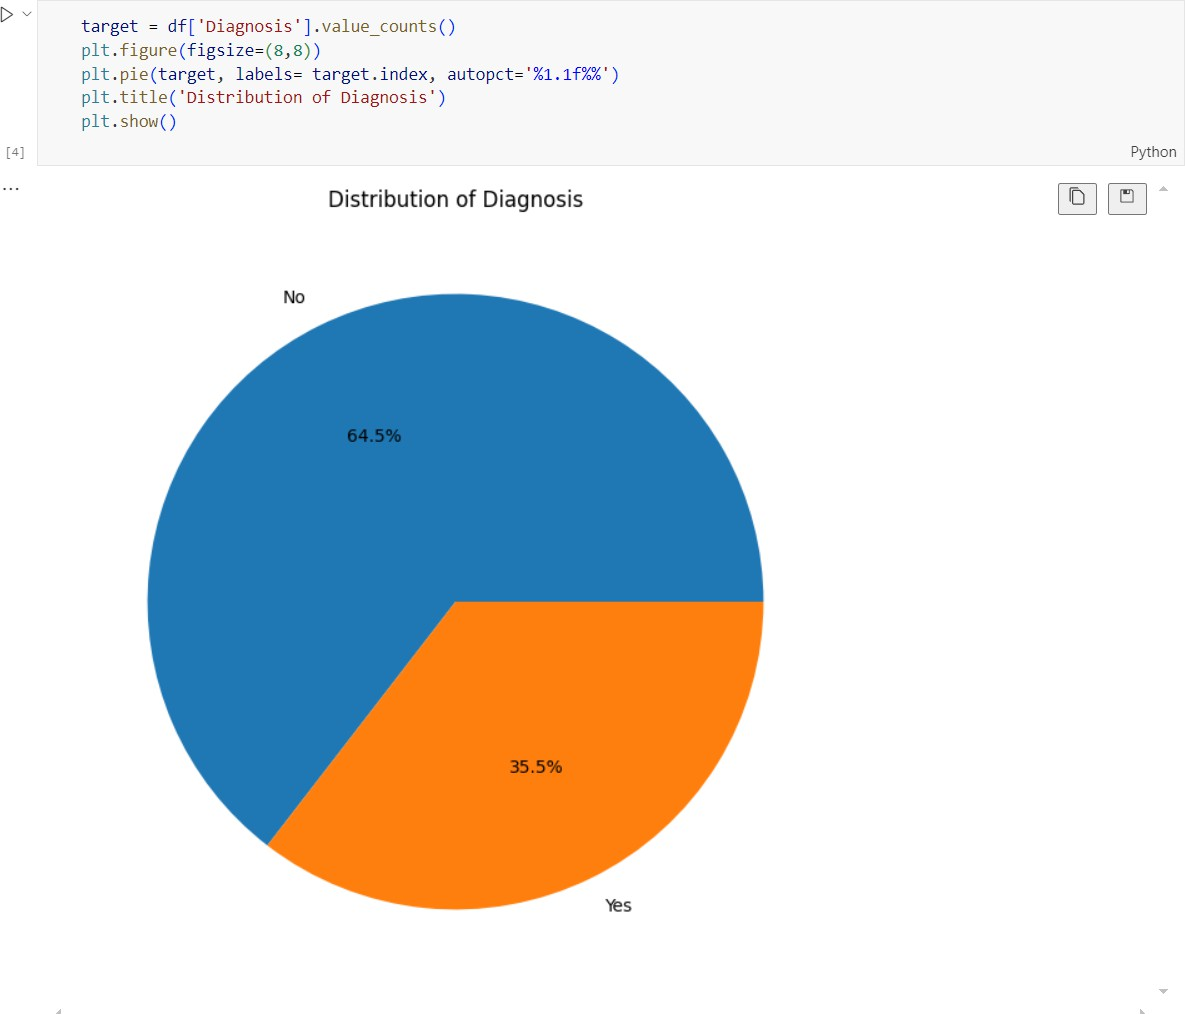 target = df['Diagnosis'].value_counts()
plt.figure(figsize=(8,8))
plt.pie(target, labels= target.index, autopct='%1.1f%%')
plt.title('Distribution of Diagnosis')
plt.show()
[4]
Python
...
Distribution of Diagnosis
No
64.5%
35.5%
Yes